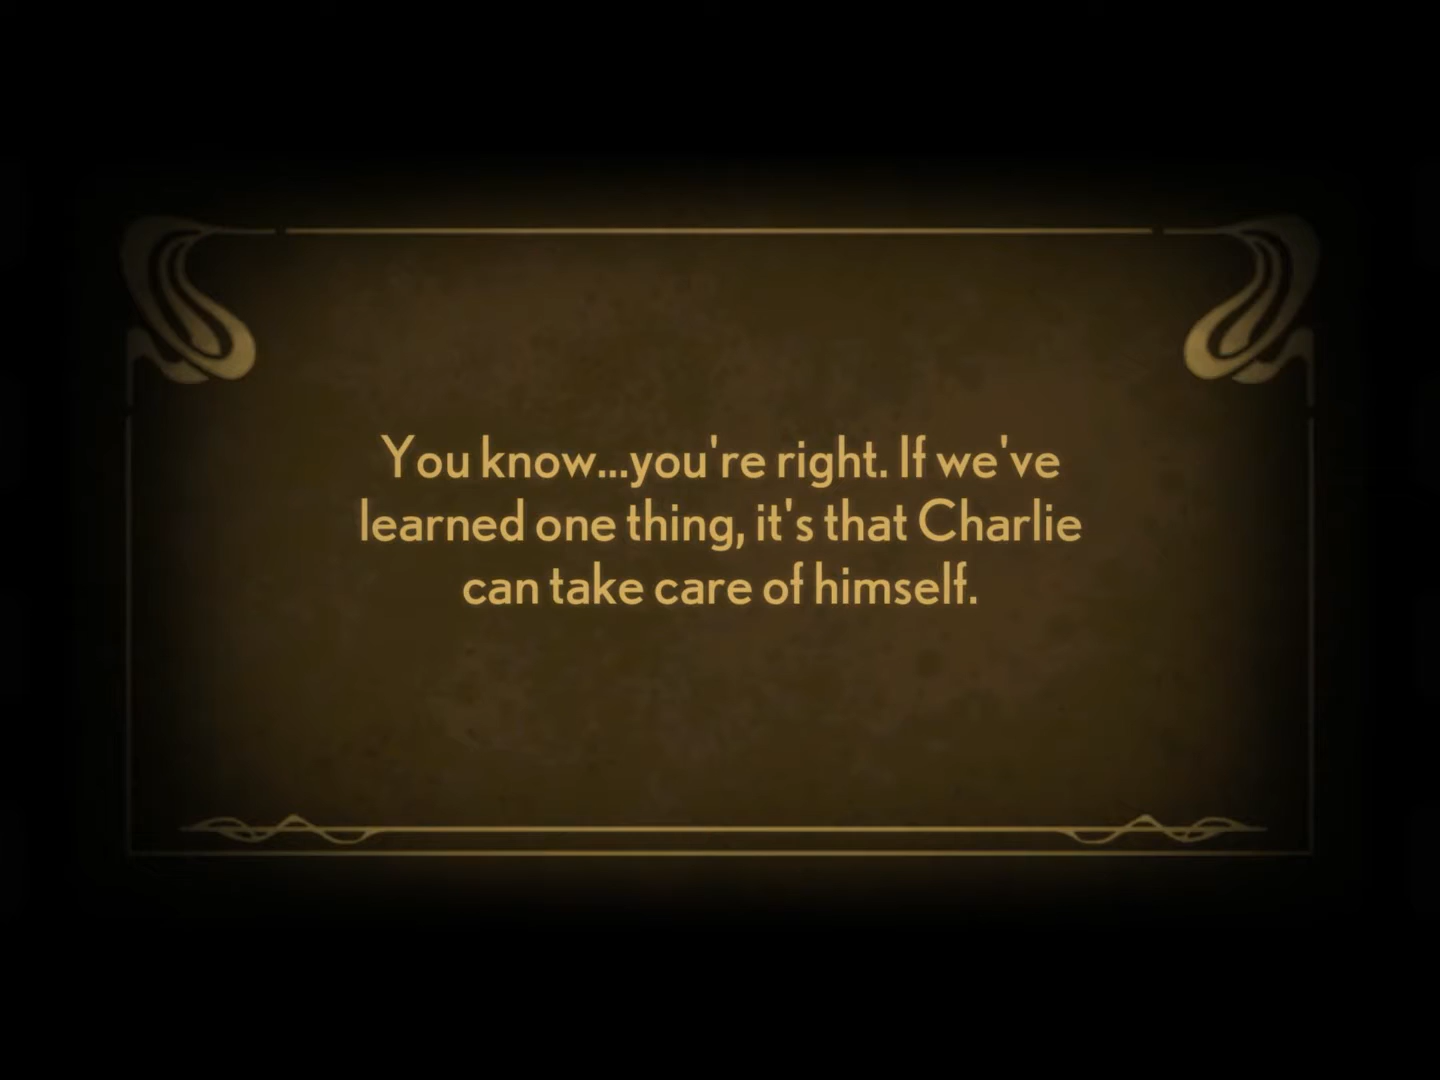 You know...you're right. If we've
learned one thing, it's that Charlie
can take care of himself.